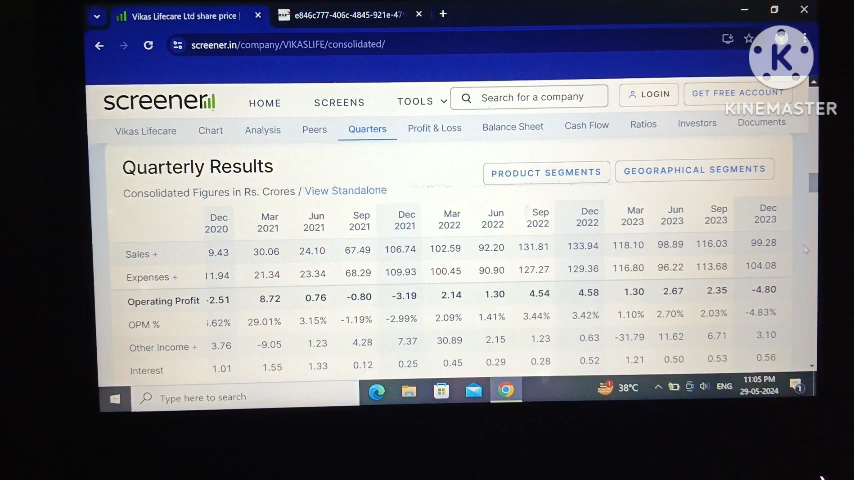 Vikas Lifecare Ltd share price |
e846c777-406c-4845-921e-47
screener.in/company/VIKASLIFE/consolidated/
KINEMASTER
screener
HOME
SCREENS
TOOLS
Search for a company
LOGIN
GET FREE ACCOUNT
Vikas Lifecare Chart Analysis Peers Quarters Profit & Loss Balance Sheet Cash Flow Ratios Investors Documents
Quarterly Results
PRODUCT SEGMENTS
GEOGRAPHICAL SEGMENTS
Consolidated Figures in Rs. Crores / View Standalone
Dec 2020 Mar 2021 Jun 2021 Sep 2021 Dec 2021 Mar 2022 Jun 2022 Sep 2022 Dec 2022 Mar 2023 Jun 2023 Sep 2023 Dec 2023
Sales + 9.43 30.06 24.10 67.49 106.74 102.59 92.20 131.81 133.94 118.10 98.89 116.03 99.28
Expenses + 11.94 21.34 23.34 68.29 109.93 100.45 90.90 127.27 129.36 116.80 96.22 113.68 104.08
Operating Profit -2.51 8.72 0.76 -0.80 -3.19 2.14 1.30 4.54 4.58 1.30 2.67 2.35 -4.80
OPM % .62% 29.01% 3.15% -1.19% -2.99% 2.09% 1.41% 3.44% 3.42% 1.10% 2.70% 2.03% -4.83%
Other Income + 3.76 -9.05 1.23 4.28 7.37 30.89 2.15 1.23 0.63 -31.79 11.62 6.71 3.10
Interest 1.01 1.55 1.33 0.12 0.25 0.45 0.29 0.28 0.52 1.21 0.50 0.53 0.56
Type here to search
38°C
ENG
11:05 PM
29-05-2024